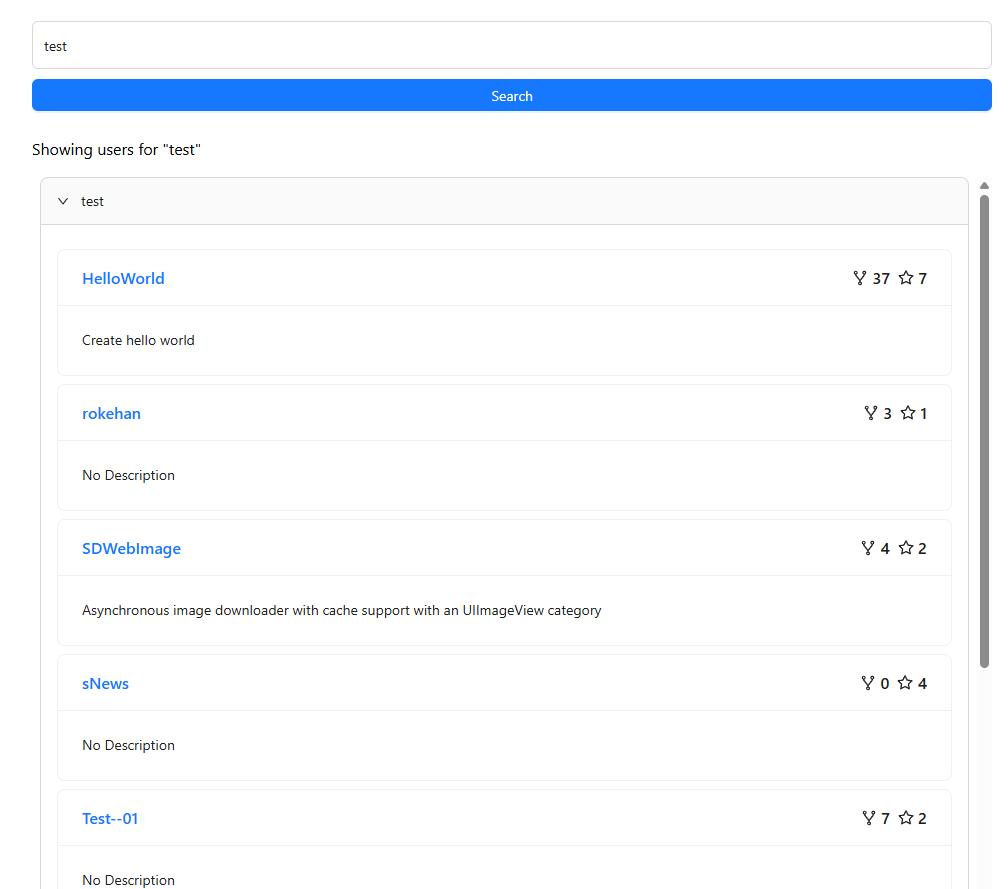 test
Search
Showing users for "test"
test
HelloWorld 37 7
Create hello world
rokehan 3 1
No Description
SDWebImage 4 2
Asynchronous image downloader with cache support with an UIImageView category
sNews 0 4
No Description
Test--01 7 2
No Description